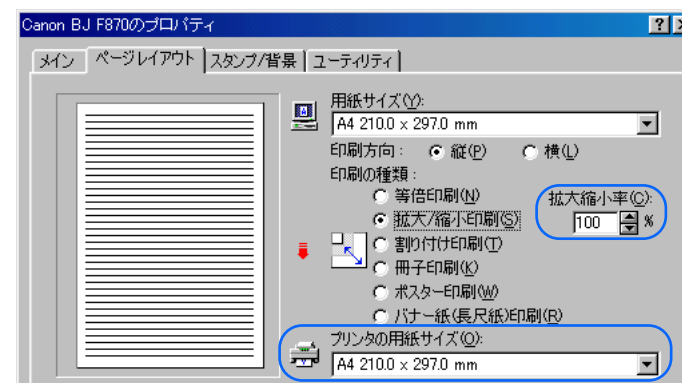 Canon BJ F870のプロパティ
メイン ページレイアウト スタンプ/背景 ユーティリティ
用紙サイズ(Y):
A4 210.0 x 297.0 mm
印刷方向: 縦(P) 横(L)
印刷の種類:
等倍印刷(N) 拡大縮小率(C):
拡大/縮小印刷(S) 100 %
割り付け印刷(T)
冊子印刷(K)
ポスター印刷(W)
バナー紙(長尺紙)印刷(R)
プリンタの用紙サイズ(O):
A4 210.0 x 297.0 mm